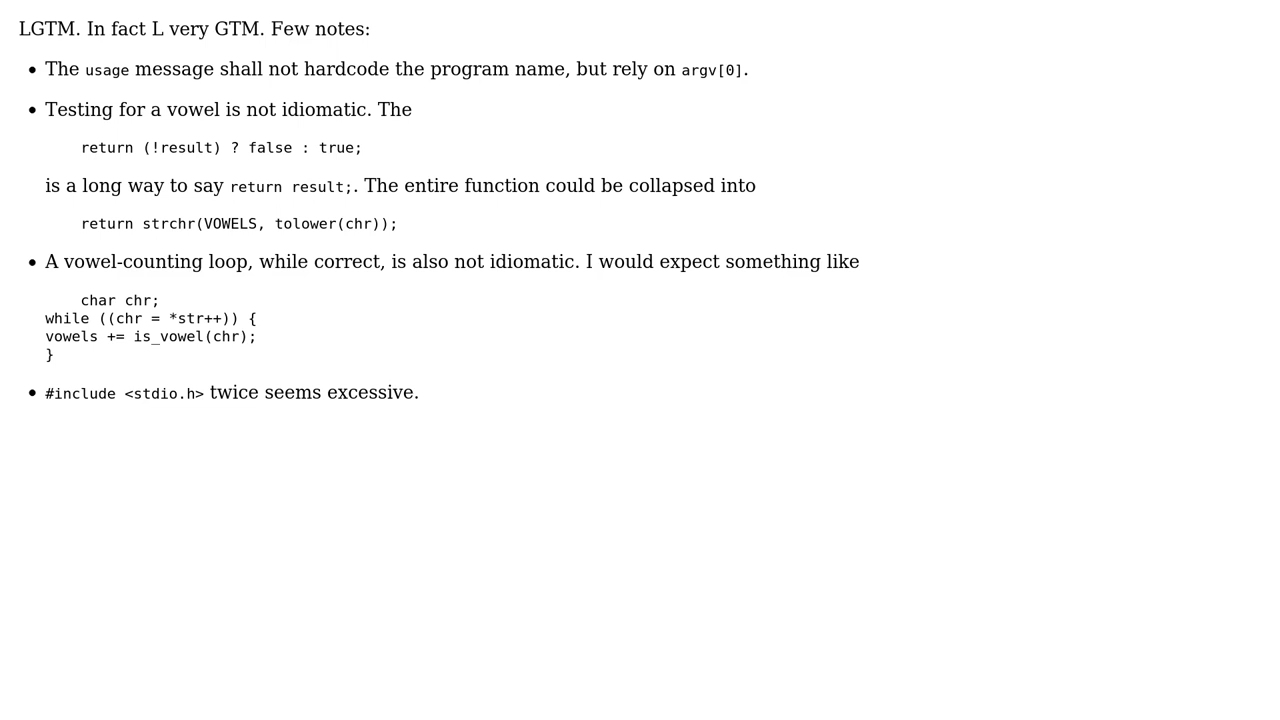 LGTM. In fact L very GTM. Few notes:
• The usage message shall not hardcode the program name, but rely on argv[0].
• Testing for a vowel is not idiomatic. The
    return (!result) ? false : true;
is a long way to say return result;. The entire function could be collapsed into
    return strchr(VOWELS, tolower(chr));
• A vowel-counting loop, while correct, is also not idiomatic. I would expect something like
    char chr;
while ((chr = *str++)) {
vowels += is_vowel(chr);
}
• #include <stdio.h> twice seems excessive.